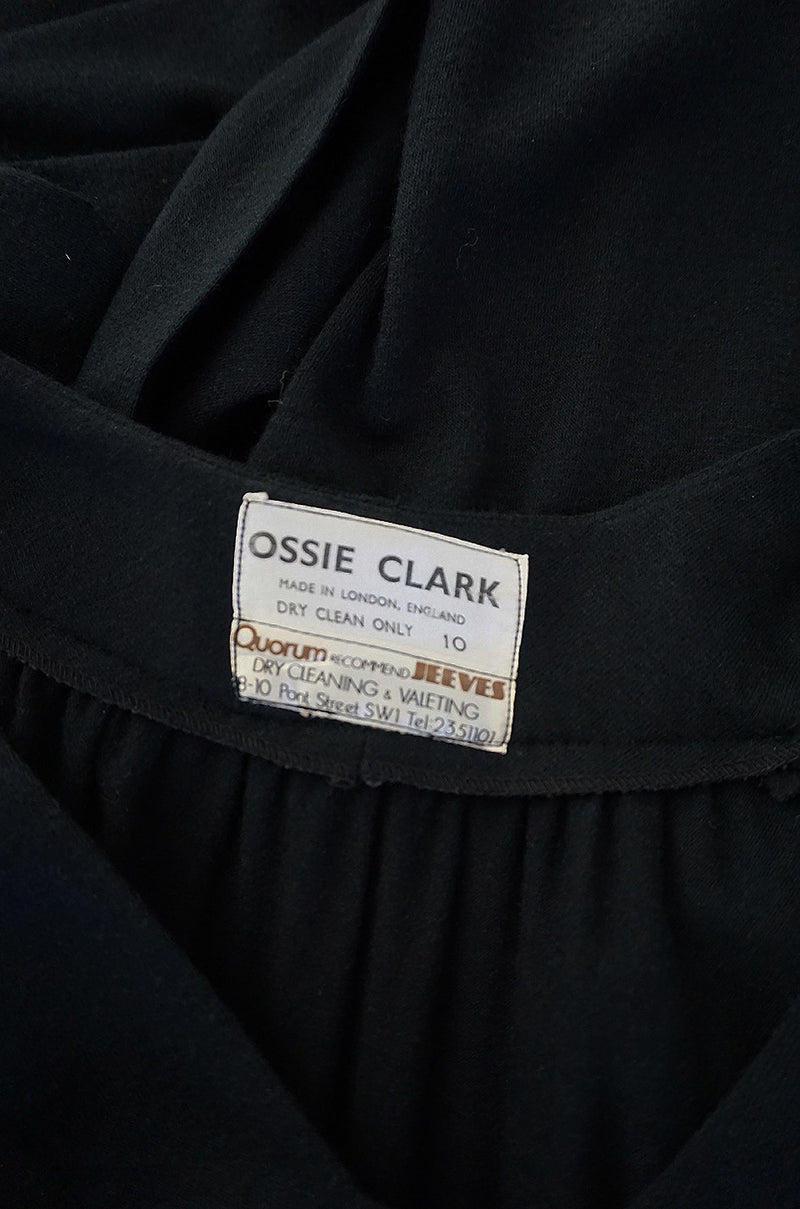 OSSIE CLARK
MADE IN LONDON, ENGLAND
DRY CLEAN ONLY 10
Quorum RECOMMEND JEEVES
DRY CLEANING & VALETING
8-10 Pont Street SW1 Tel:2351101